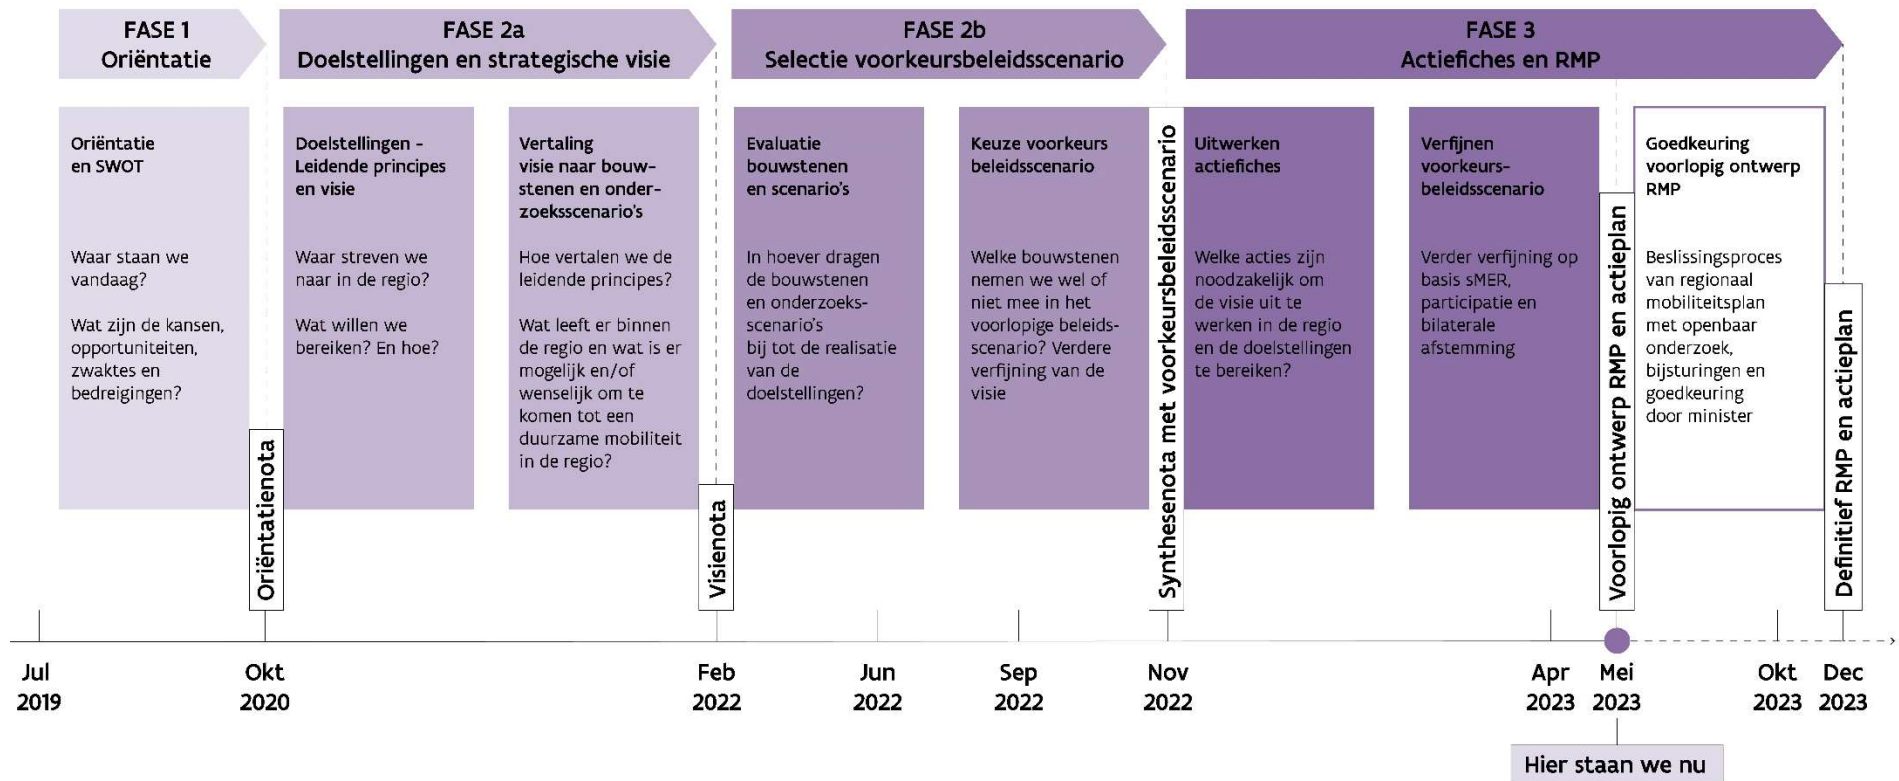 FASE 1
Oriëntatie
FASE 2a
Doelstellingen en strategische visie
FASE 2b
Selectie voorkeursbeleidsscenario
FASE 3
Actiefiches en RMP
Oriëntatie
en SWOT
Waar staan we
vandaag?
Wat zijn de kansen,
opportuniteiten,
zwaktes en
bedreigingen?
Oriëntatienota
Doelstellingen -
Leidende principes
en visie
Waar streven we
naar in de regio?
Wat willen we
bereiken? En hoe?
Vertaling
visie naar bouw-
stenen en onder-
zoeksscenario's
Hoe vertalen we de
leidende principes?
Wat leeft er binnen
de regio en wat is er
mogelijk en/of
wenselijk om te
komen tot een
duurzame mobiliteit
in de regio?
Visienota
Evaluatie
bouwstenen
en scenario's
In hoever dragen
de bouwstenen
en onderzoeks-
scenario's
bij tot de realisatie
van de
doelstellingen?
Keuze voorkeurs
beleidsscenario
Welke bouwstenen
nemen we wel of
niet mee in het
voorlopige beleids-
scenario? Verdere
verfijning van de
visie
Synthesenota met voorkeursbeleidsscenario
Uitwerken
actiefiches
Welke acties zijn
noodzakelijk om
de visie uit te
werken in de regio
en de doelstellingen
te bereiken?
Verfijnen
voorkeurs-
beleidsscenario
Verder verfijning op
basis sMER,
participatie en
bilaterale
afstemming
Voorlopig ontwerp RMP en actieplan
Goedkeuring
voorlopig ontwerp
RMP
Beslissingsproces
van regionaal
mobiliteitsplan
met openbaar
onderzoek,
bijsturingen en
goedkeuring
door minister
Definitief RMP en actieplan
Jul
2019
Okt
2020
Feb
2022
Jun
2022
Sep
2022
Nov
2022
Apr
2023
Mei
2023
Okt
2023
Dec
2023
Hier staan we nu